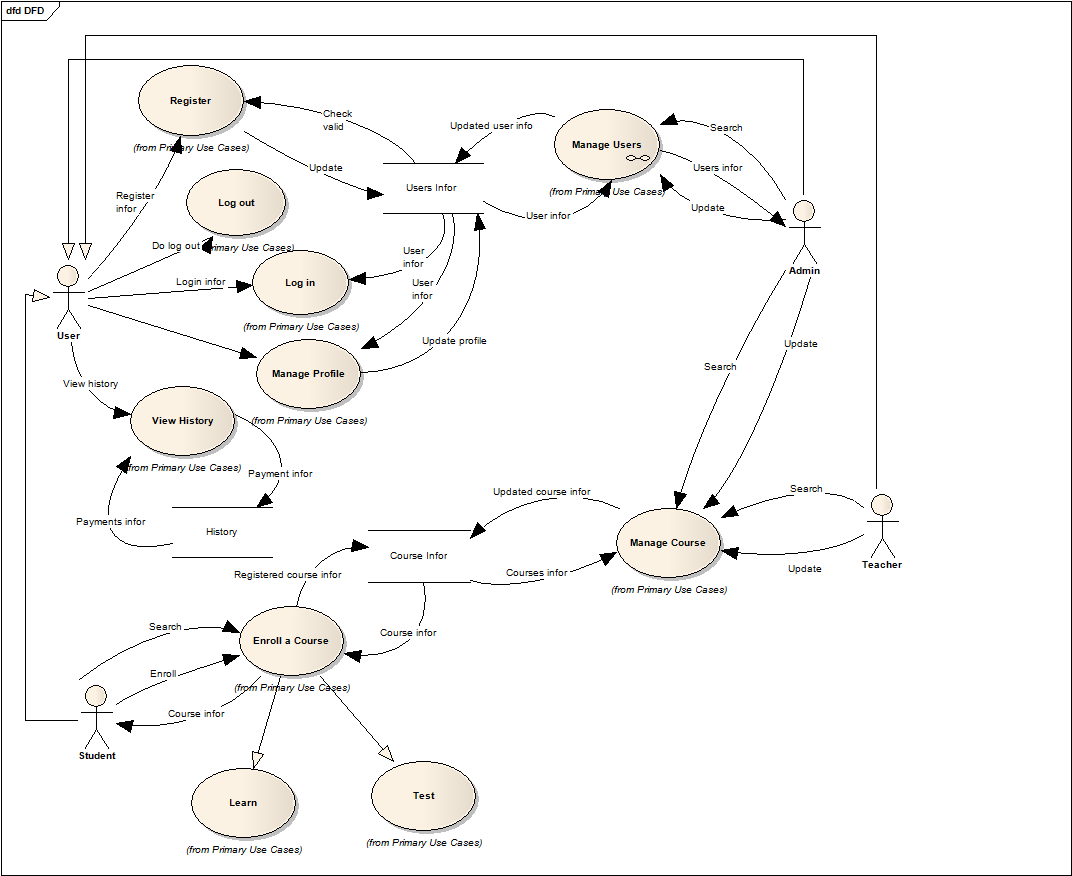 dfd DFD
Register
(from Primary Use Cases)
Check
valid
Updated user info
Manage Users
(from Primary Use Cases)
Search
Users infor
Update
Admin
Update
Users Infor
User infor
Register
infor
Log out
(from Primary Use Cases)
Do log out
User
infor
Login infor
Log in
(from Primary Use Cases)
User
infor
User
Update profile
Manage Profile
(from Primary Use Cases)
Search
Update
View history
View History
(from Primary Use Cases)
Payment infor
Payments infor
History
Updated course infor
Search
Manage Course
(from Primary Use Cases)
Update
Teacher
Course Infor
Courses infor
Registered course infor
Course infor
Search
Enroll a Course
(from Primary Use Cases)
Enroll
Course infor
Student
Learn
(from Primary Use Cases)
Test
(from Primary Use Cases)